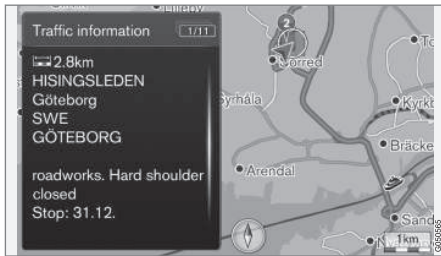 Traffic information 1/11
2.8km
HISINGSLEDEN
Göteborg
SWE
GÖTEBORG
roadworks. Hard shoulder
closed
Stop: 31.12.
2
Torred
Syrhåla
To
Kyrkb
Bräcke
Arendal
Sand
1km
G050565